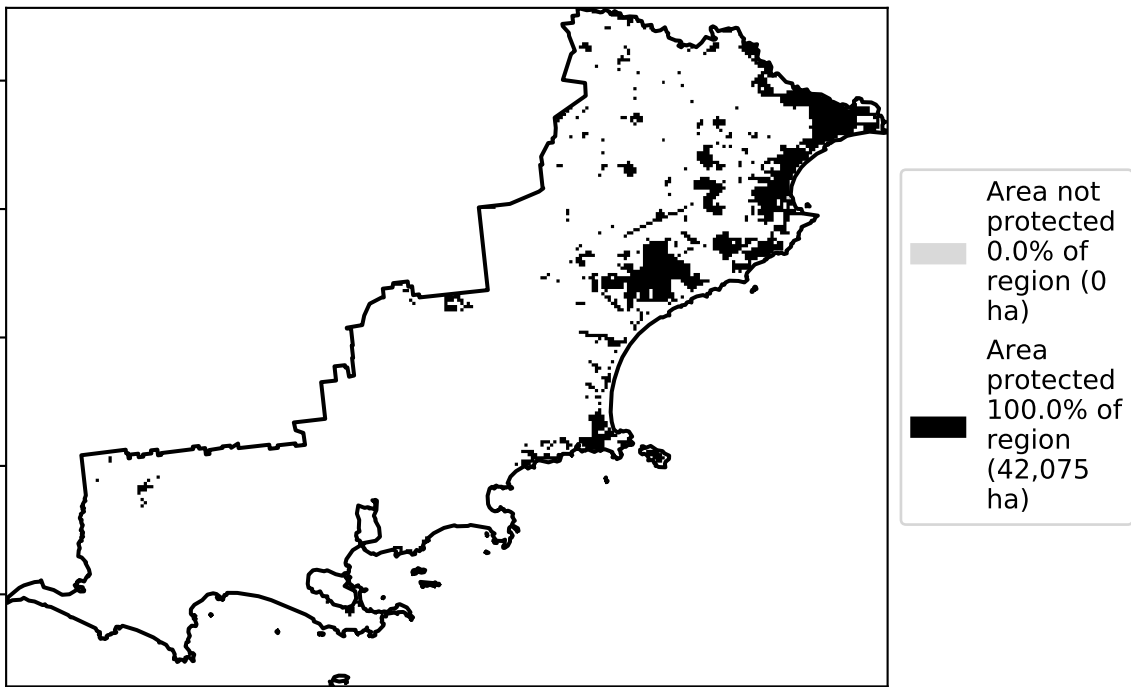 Area not
protected
0.0% of
region (0
ha)
Area
protected
100.0% of
region
(42,075
ha)